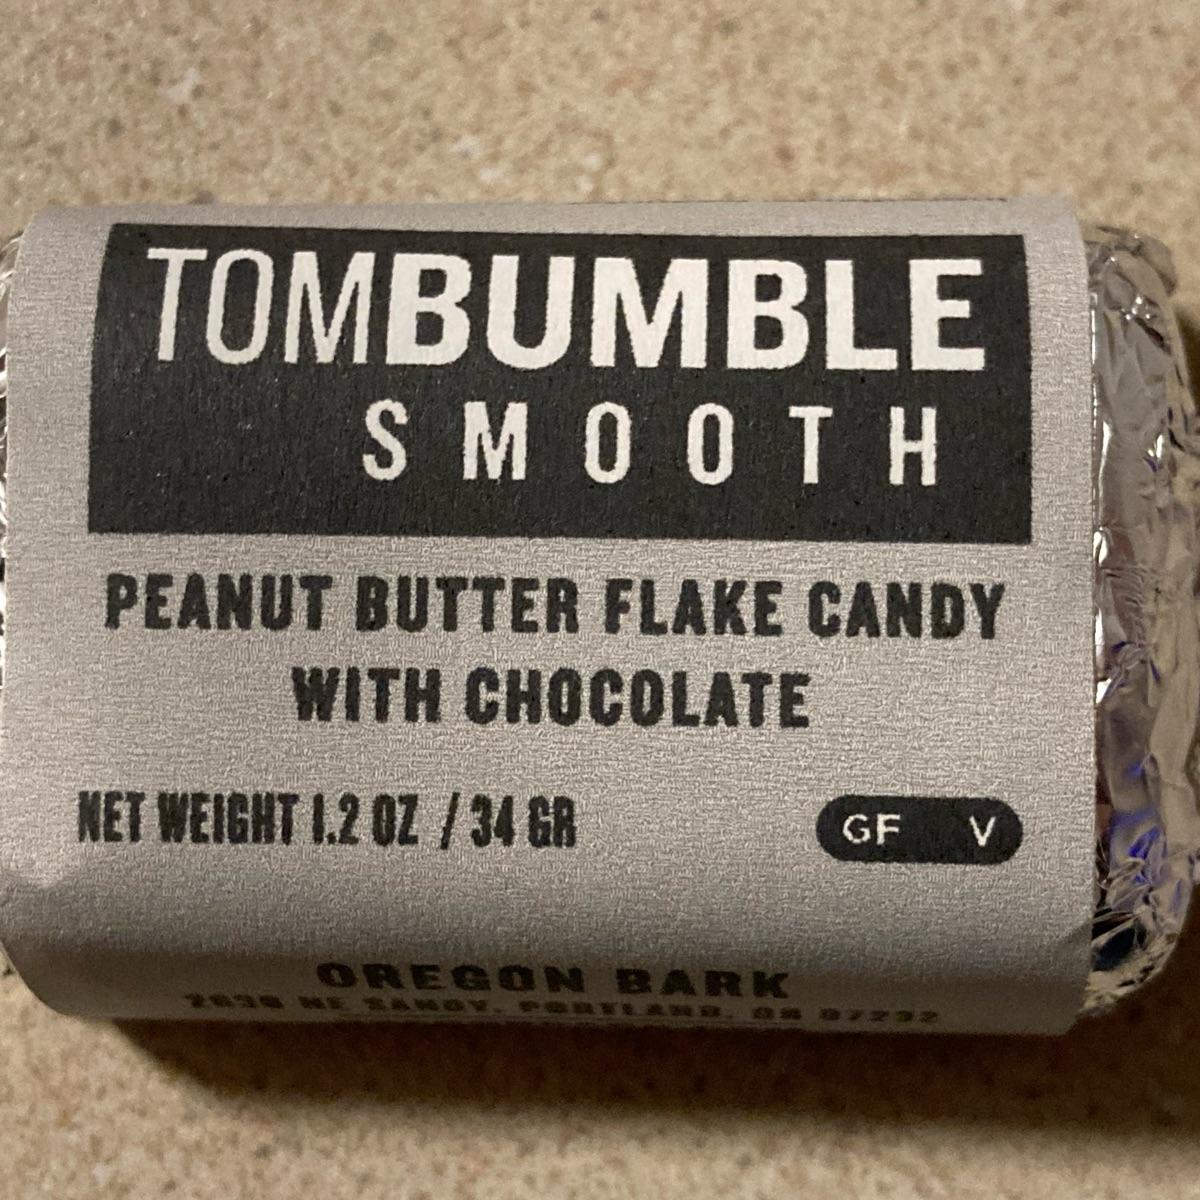 TOMBUMBLE
SMOOTH
PEANUT BUTTER FLAKE CANDY
WITH CHOCOLATE
NET WEIGHT 1.2 OZ / 34 GR
GF V
OREGON BARK
NE SANDY, PORTLAND, OR 97232